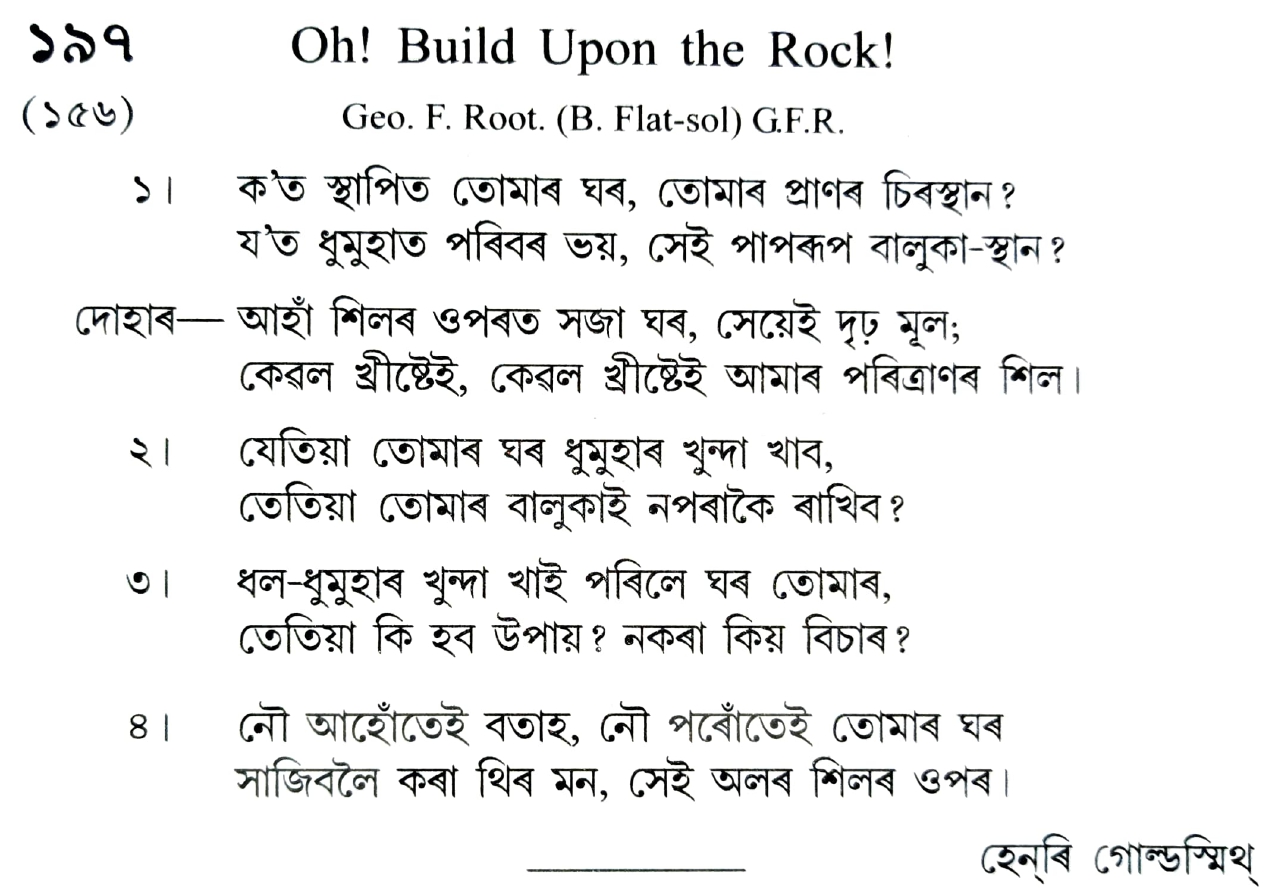 ১৯৭ Oh! Build Upon the Rock!
(১৫৬) Geo. F. Root. (B. Flat-sol) G.F.R.
১। ক’ত স্থাপিত তোমাৰ ঘৰ, তোমাৰ প্ৰাণৰ চিৰস্থান?
য’ত ধুমুহাত পৰিবৰ ভয়, সেই পাপৰূপ বালুকা-স্থান?
দোহাৰ— আহাঁ শিলৰ ওপৰত সজা ঘৰ, সেয়েই দৃঢ় মূল;
কেৱল খ্ৰীষ্টেই, কেৱল খ্ৰীষ্টেই আমাৰ পৰিত্ৰাণৰ শিল।
২। যেতিয়া তোমাৰ ঘৰ ধুমুহাৰ খুন্দা খাব,
তেতিয়া তোমাৰ বালুকাই নপৰাকৈ ৰাখিব?
৩। ধল-ধুমুহাৰ খুন্দা খাই পৰিলে ঘৰ তোমাৰ,
তেতিয়া কি হব উপায়? নকৰা কিয় বিচাৰ?
৪। নৌ আহোঁতেই বতাহ, নৌ পৰোঁতেই তোমাৰ ঘৰ
সাজিবলৈ কৰা থিৰ মন, সেই অলৰ শিলৰ ওপৰ।
হেন্‌ৰি গোল্ডস্মিথ্